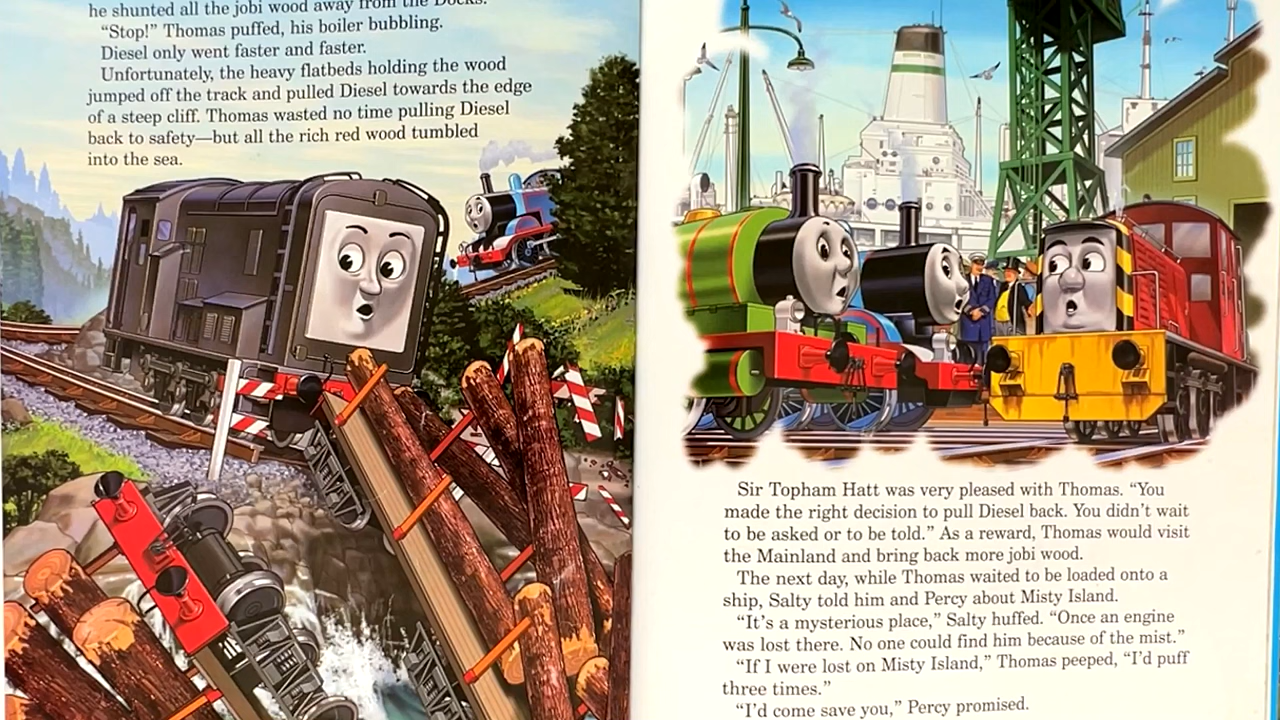 he shunted all the jobi wood away from the Docks.
“Stop!” Thomas puffed, his boiler bubbling.
Diesel only went faster and faster.
Unfortunately, the heavy flatbeds holding the wood
jumped off the track and pulled Diesel towards the edge
of a steep cliff. Thomas wasted no time pulling Diesel
back to safety—but all the rich red wood tumbled
into the sea.
Sir Topham Hatt was very pleased with Thomas. “You
made the right decision to pull Diesel back. You didn’t wait
to be asked or to be told.” As a reward, Thomas would visit
the Mainland and bring back more jobi wood.
The next day, while Thomas waited to be loaded onto a
ship, Salty told him and Percy about Misty Island.
“It’s a mysterious place,” Salty huffed. “Once an engine
was lost there. No one could find him because of the mist.”
“If I were lost on Misty Island,” Thomas peeped, “I’d puff
three times.”
“I’d come save you,” Percy promised.